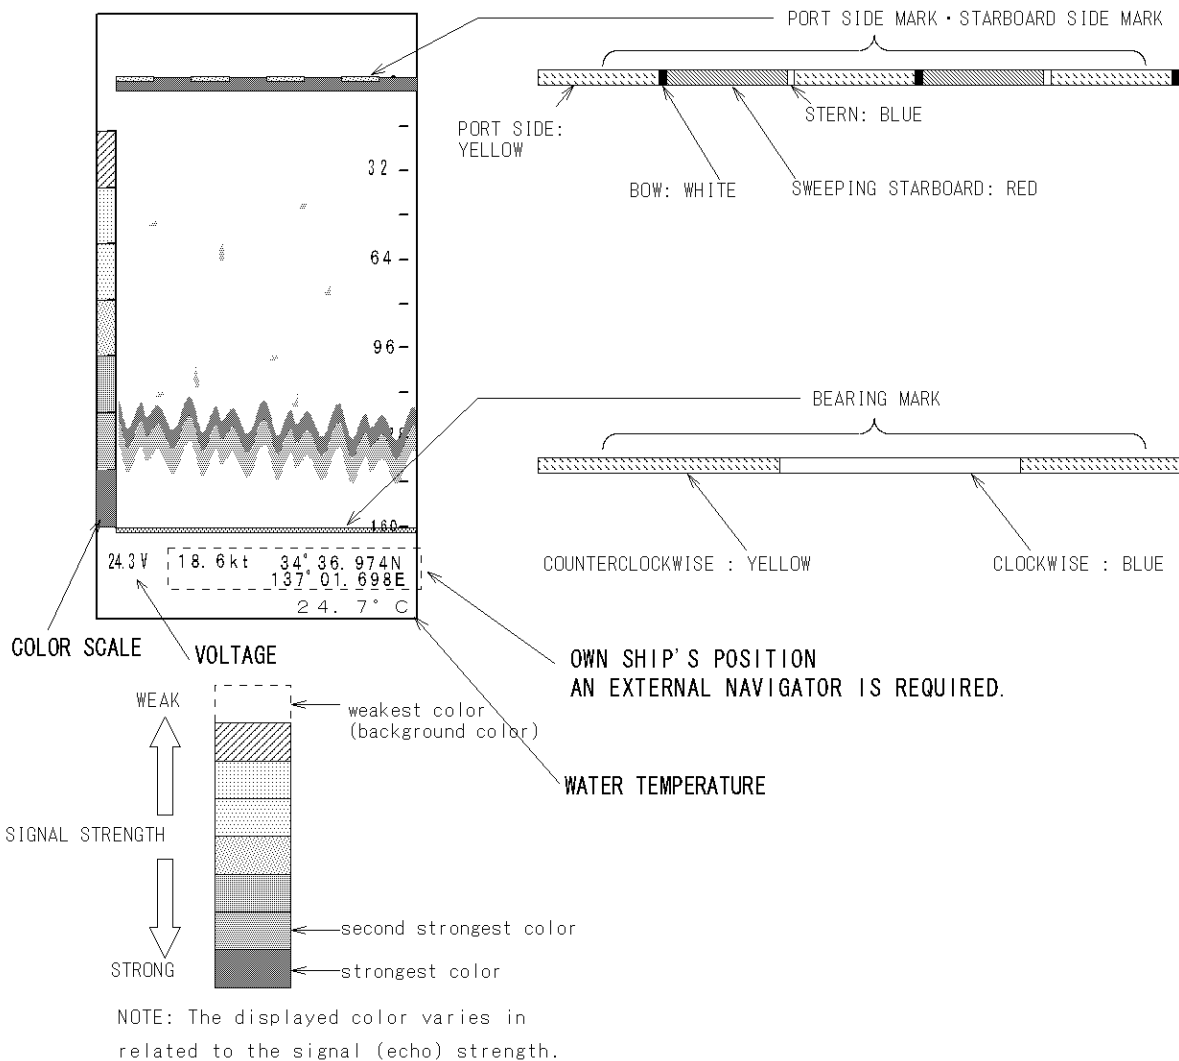 PORT SIDE MARK・STARBOARD SIDE MARK
STERN: BLUE
PORT SIDE:
YELLOW
BOW: WHITE
SWEEPING STARBOARD: RED
32
64
96
BEARING MARK
160
COUNTERCLOCKWISE : YELLOW
CLOCKWISE : BLUE
24.3 V
18. 6kt
34° 36. 974N
137° 01. 698E
24. 7° C
COLOR SCALE
VOLTAGE
OWN SHIP'S POSITION
AN EXTERNAL NAVIGATOR IS REQUIRED.
WEAK
weakest color
(background color)
WATER TEMPERATURE
SIGNAL STRENGTH
second strongest color
STRONG
strongest color
NOTE: The displayed color varies in
related to the signal (echo) strength.